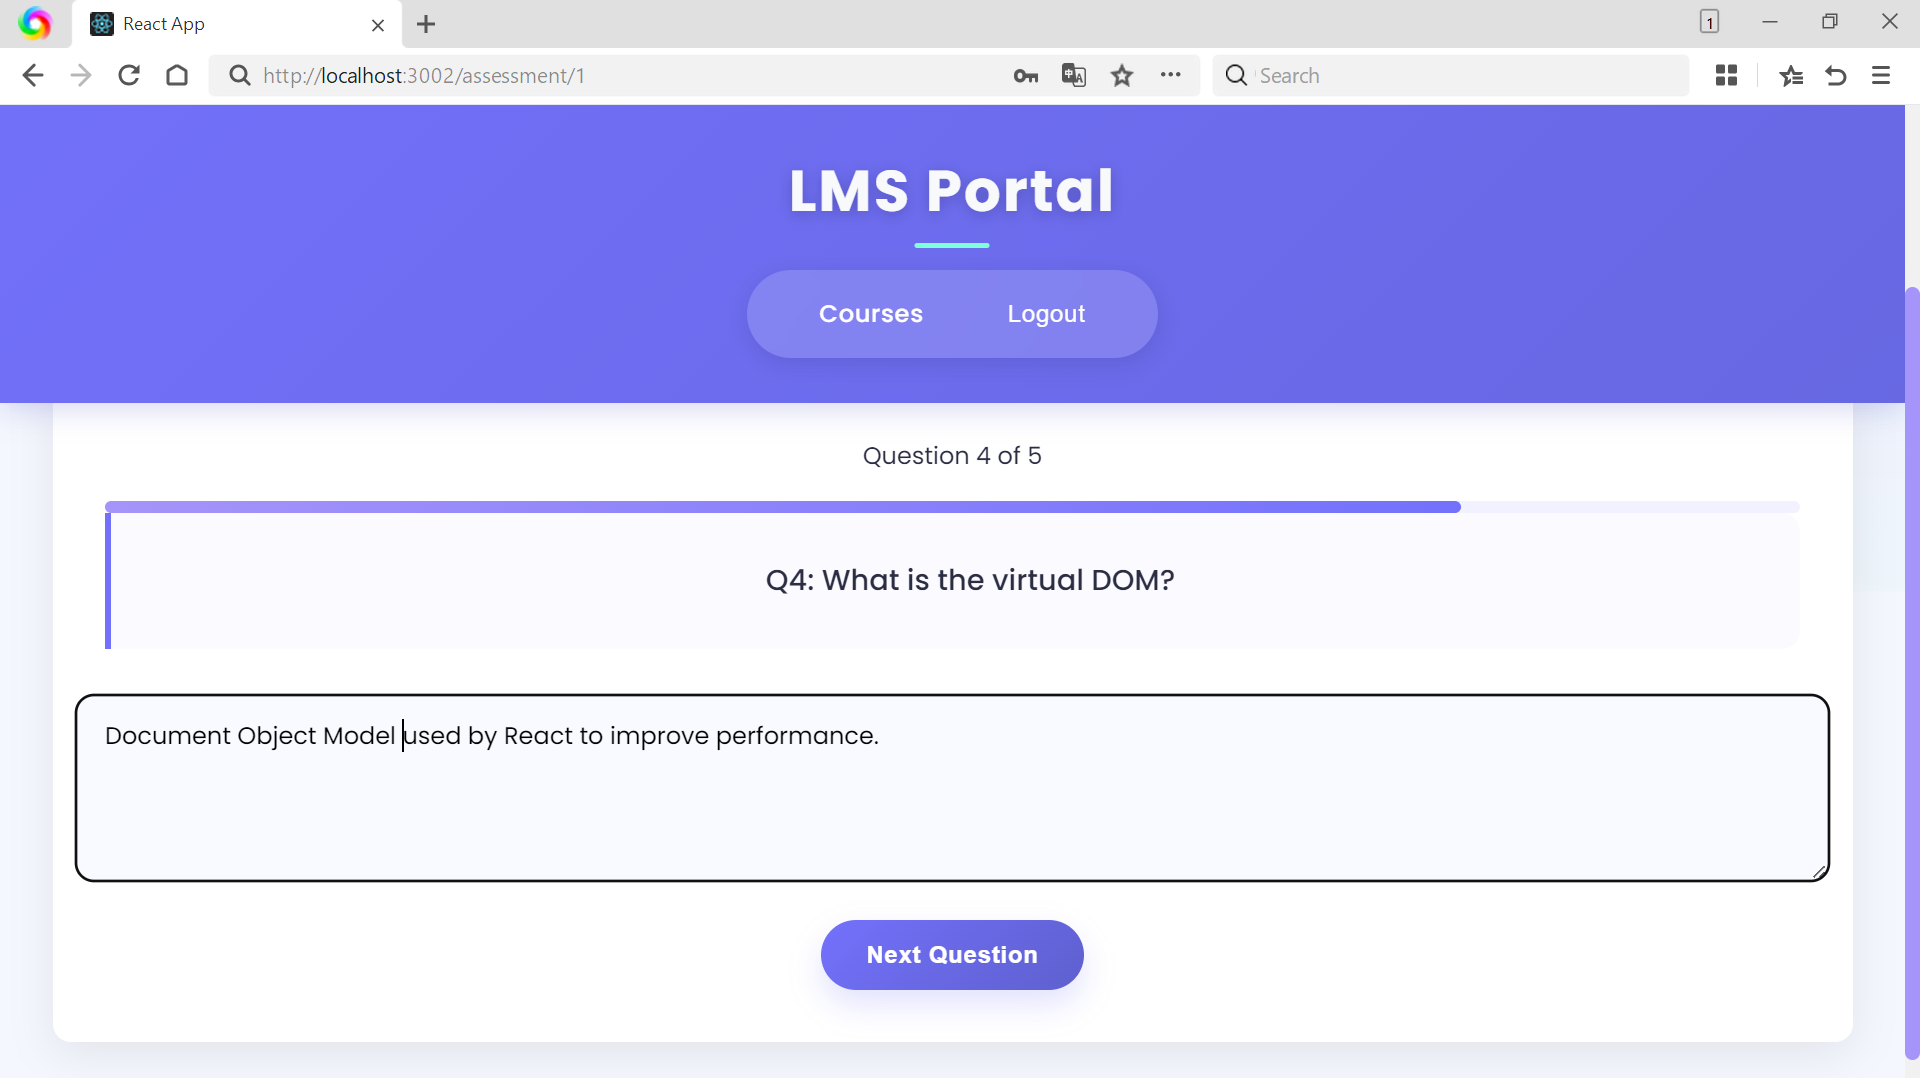 React App
1
http://localhost:3002/assessment/1
Search
LMS Portal
Courses
Logout
Question 4 of 5
Q4: What is the virtual DOM?
Document Object Model used by React to improve performance.
Next Question